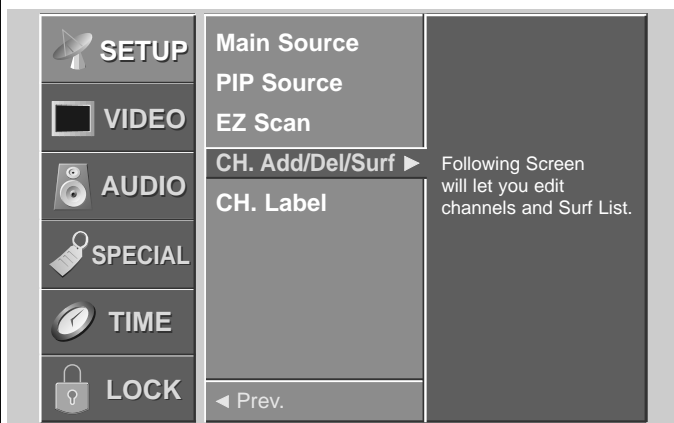 SETUP
VIDEO
AUDIO
SPECIAL
TIME
LOCK
Main Source
PIP Source
EZ Scan
CH. Add/Del/Surf ►
CH. Label
◄ Prev.
Following Screen
will let you edit
channels and Surf List.